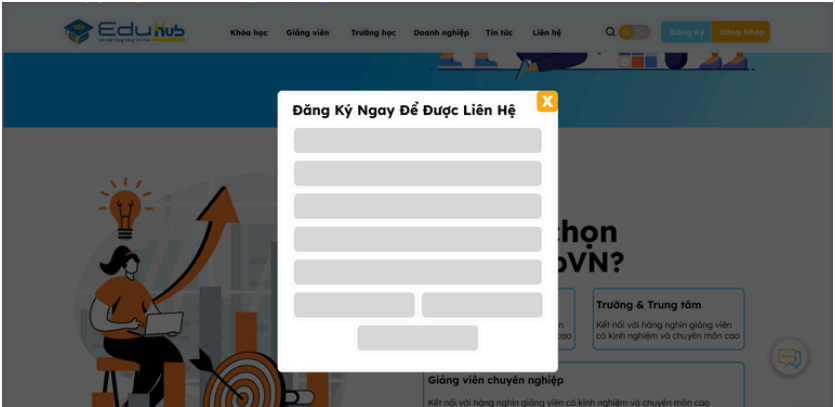 EduHub
Khóa học Giảng viên Trường học Doanh nghiệp Tin tức Liên hệ Đăng Ký Đăng Nhập
Đăng Ký Ngay Để Được Liên Hệ X
họn
VN?
Trường & Trung tâm
Kết nối với hàng nghìn giảng viên
có kinh nghiệm và chuyên môn cao
Giảng viên chuyên nghiệp
Kết nối với hàng nghìn giảng viên có kinh nghiệm và chuyên môn cao